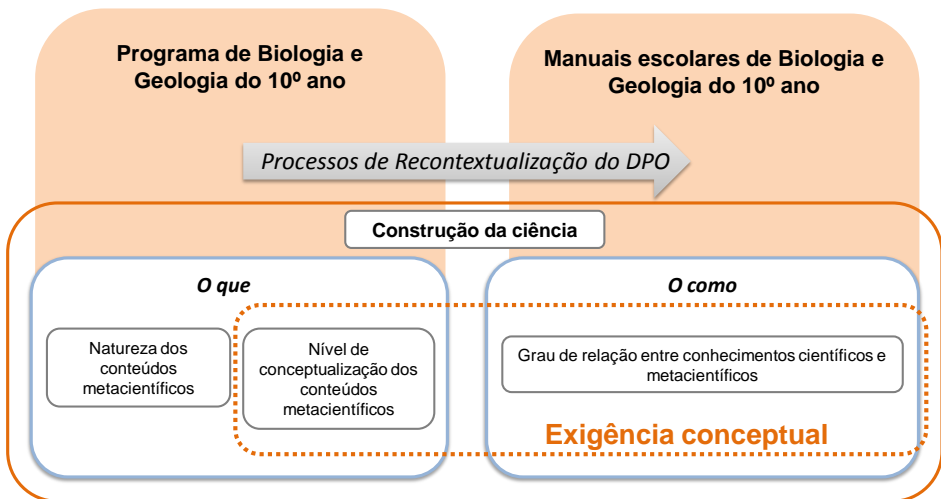 Programa de Biologia e
Geologia do 10º ano
Manuais escolares de Biologia e
Geologia do 10º ano
Processos de Recontextualização do DPO
Construção da ciência
O que
O como
Natureza dos
conteúdos
metacientíficos
Nível de
conceptualização dos
conteúdos
metacientíficos
Grau de relação entre conhecimentos científicos e
metacientíficos
Exigência conceptual